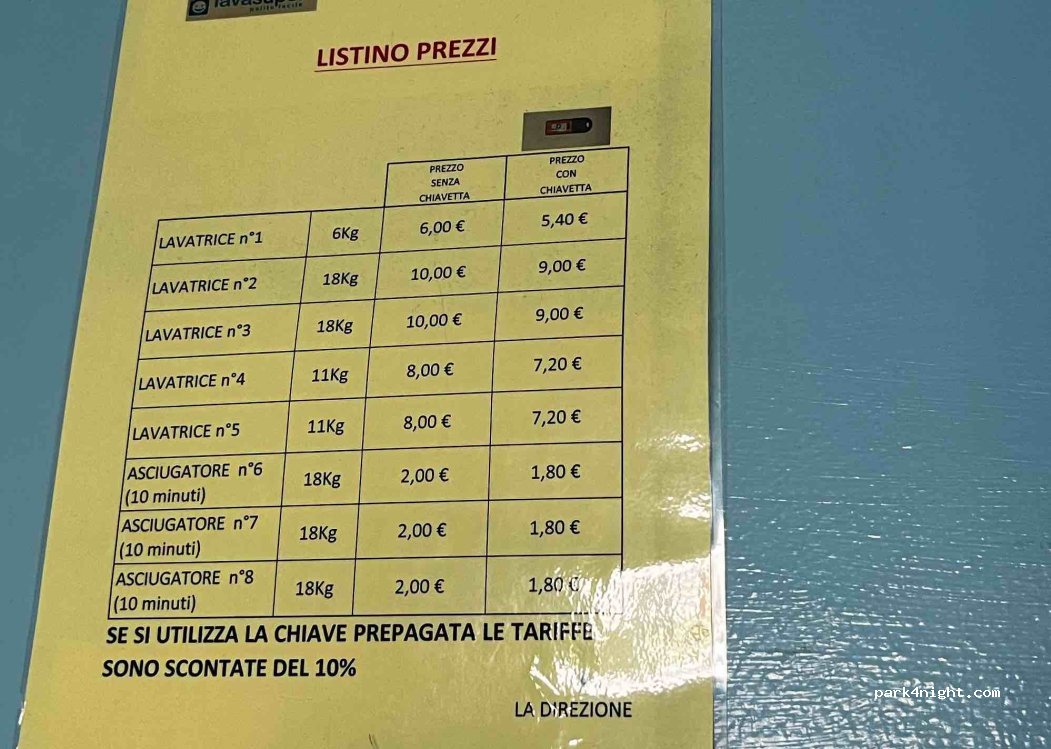 pulito facile
LISTINO PREZZI
PREZZO SENZA CHIAVETTA
PREZZO CON CHIAVETTA
LAVATRICE n°1 6Kg 6,00 € 5,40 €
LAVATRICE n°2 18Kg 10,00 € 9,00 €
LAVATRICE n°3 18Kg 10,00 € 9,00 €
LAVATRICE n°4 11Kg 8,00 € 7,20 €
LAVATRICE n°5 11Kg 8,00 € 7,20 €
ASCIUGATORE n°6 (10 minuti) 18Kg 2,00 € 1,80 €
ASCIUGATORE n°7 (10 minuti) 18Kg 2,00 € 1,80 €
ASCIUGATORE n°8 (10 minuti) 18Kg 2,00 € 1,80 €
SE SI UTILIZZA LA CHIAVE PREPAGATA LE TARIFFE
SONO SCONTATE DEL 10%
LA DIREZIONE
park4night.com